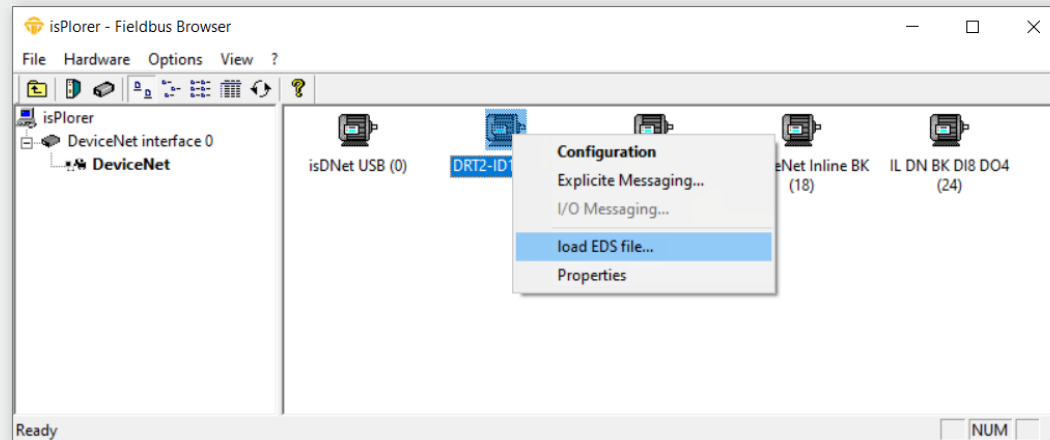 isPlorer - Fieldbus Browser
File Hardware Options View ?
isPlorer
DeviceNet interface 0
DeviceNet
isDNet USB (0)
DRT2-ID1
eNet Inline BK
(18)
IL DN BK DI8 DO4
(24)
Configuration
Explicite Messaging...
I/O Messaging...
load EDS file...
Properties
Ready
NUM